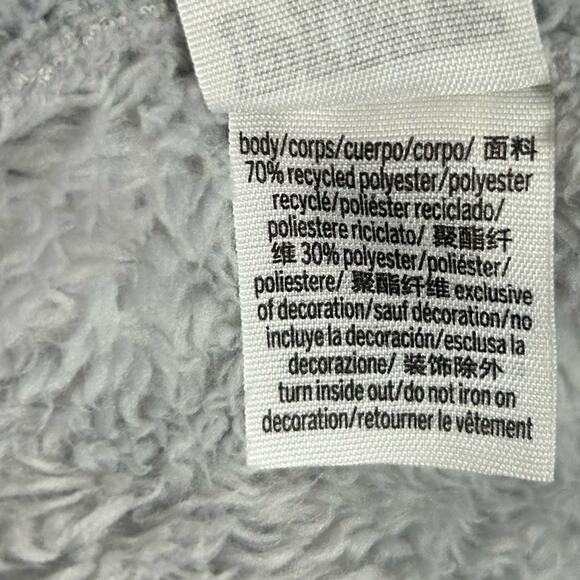 body/corps/cuerpo/corpo/ 面料
70% recycled polyester/polyester
recyclé/poliéster reciclado/
poliestere riciclato/ 聚酯纤
维 30% polyester/poliéster/
poliestere/ 聚酯纤维 exclusive
of decoration/sauf décoration/no
incluye la decoración/esclusa la
decorazione/ 装饰除外
turn inside out/do not iron on
decoration/retourner le vêtement